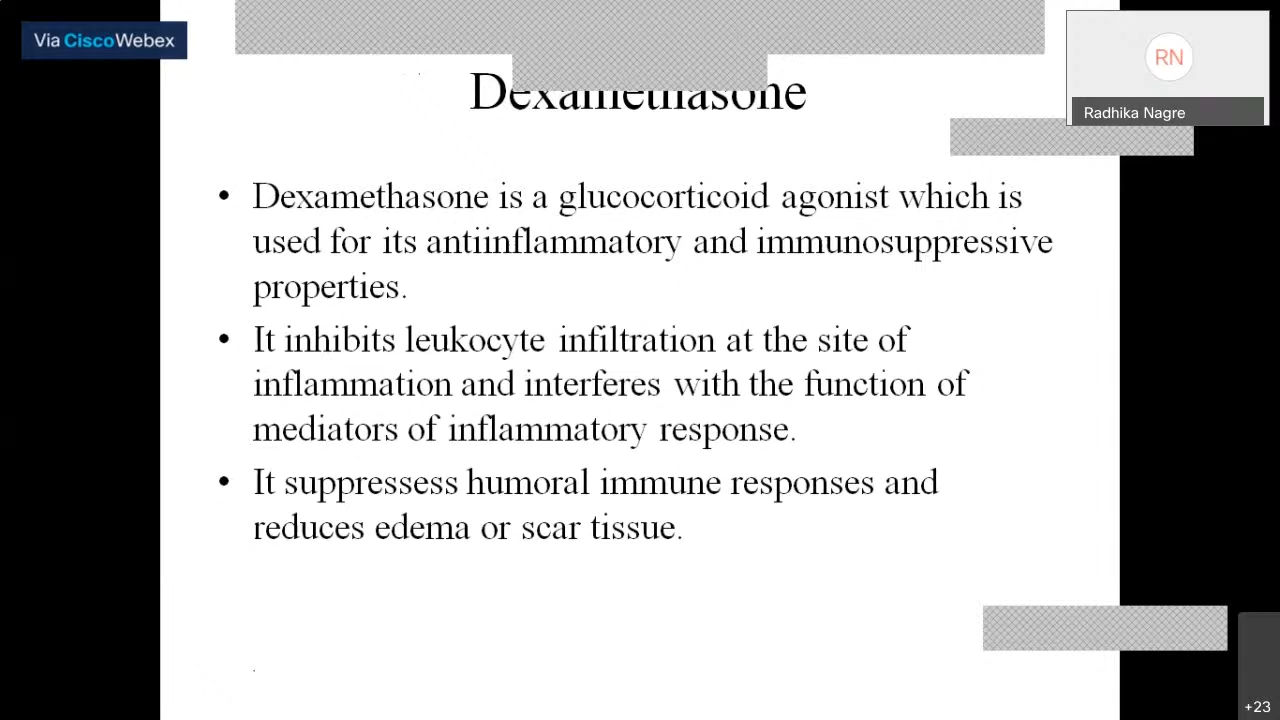 Via Cisco Webex
RN
Radhika Nagre
Dexamethasone
• Dexamethasone is a glucocorticoid agonist which is
used for its antiinflammatory and immunosuppressive
properties.
• It inhibits leukocyte infiltration at the site of
inflammation and interferes with the function of
mediators of inflammatory response.
• It suppressess humoral immune responses and
reduces edema or scar tissue.
+23